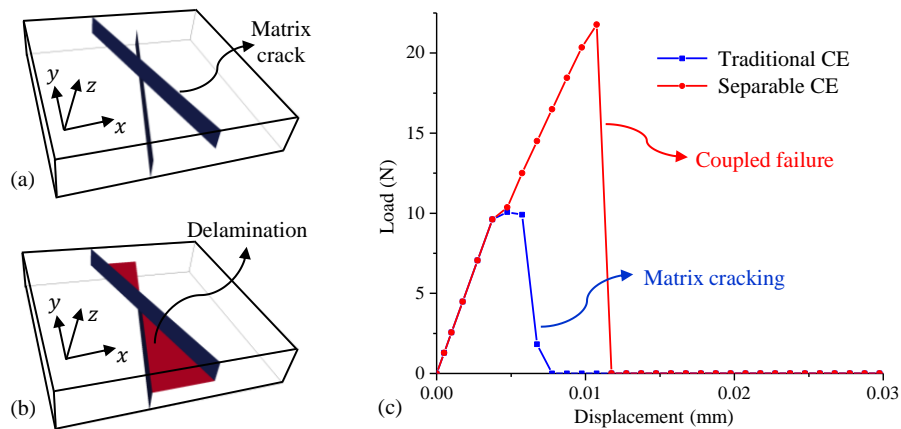 Matrix
crack
y
z
x
(a)
Delamination
y
z
x
(b)
20
15
10
5
0
Load (N)
Traditional CE
Separable CE
Coupled failure
Matrix cracking
0.00
0.01
0.02
0.03
Displacement (mm)
(c)